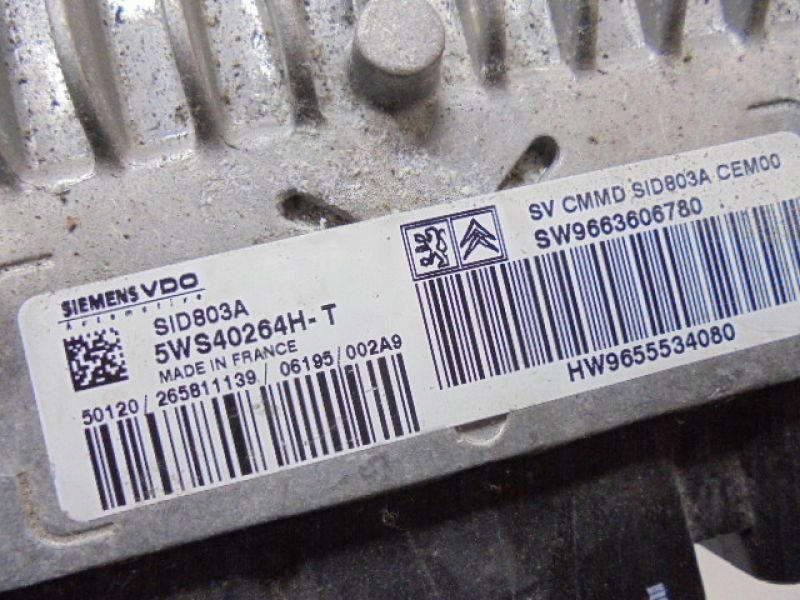 SIEMENS VDO
Automotive
SID803A
5WS40264H-T
MADE IN FRANCE
50120/265811139/06195/002A9
SV CMMD SID803A CEM00
SW9663606780
HW9655534080